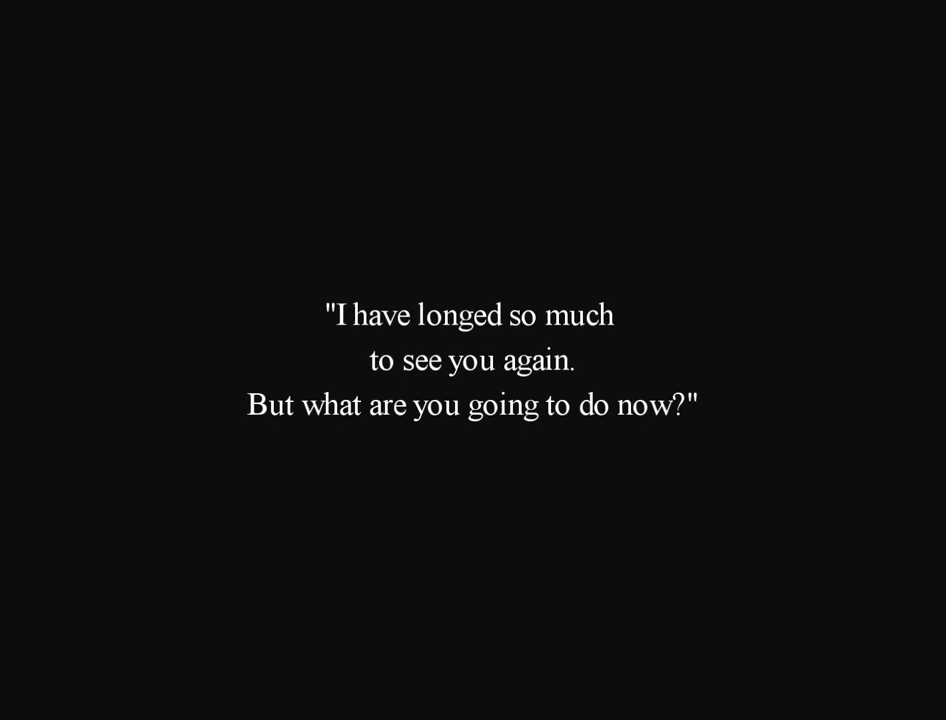 "I have longed so much
to see you again.
But what are you going to do now?"